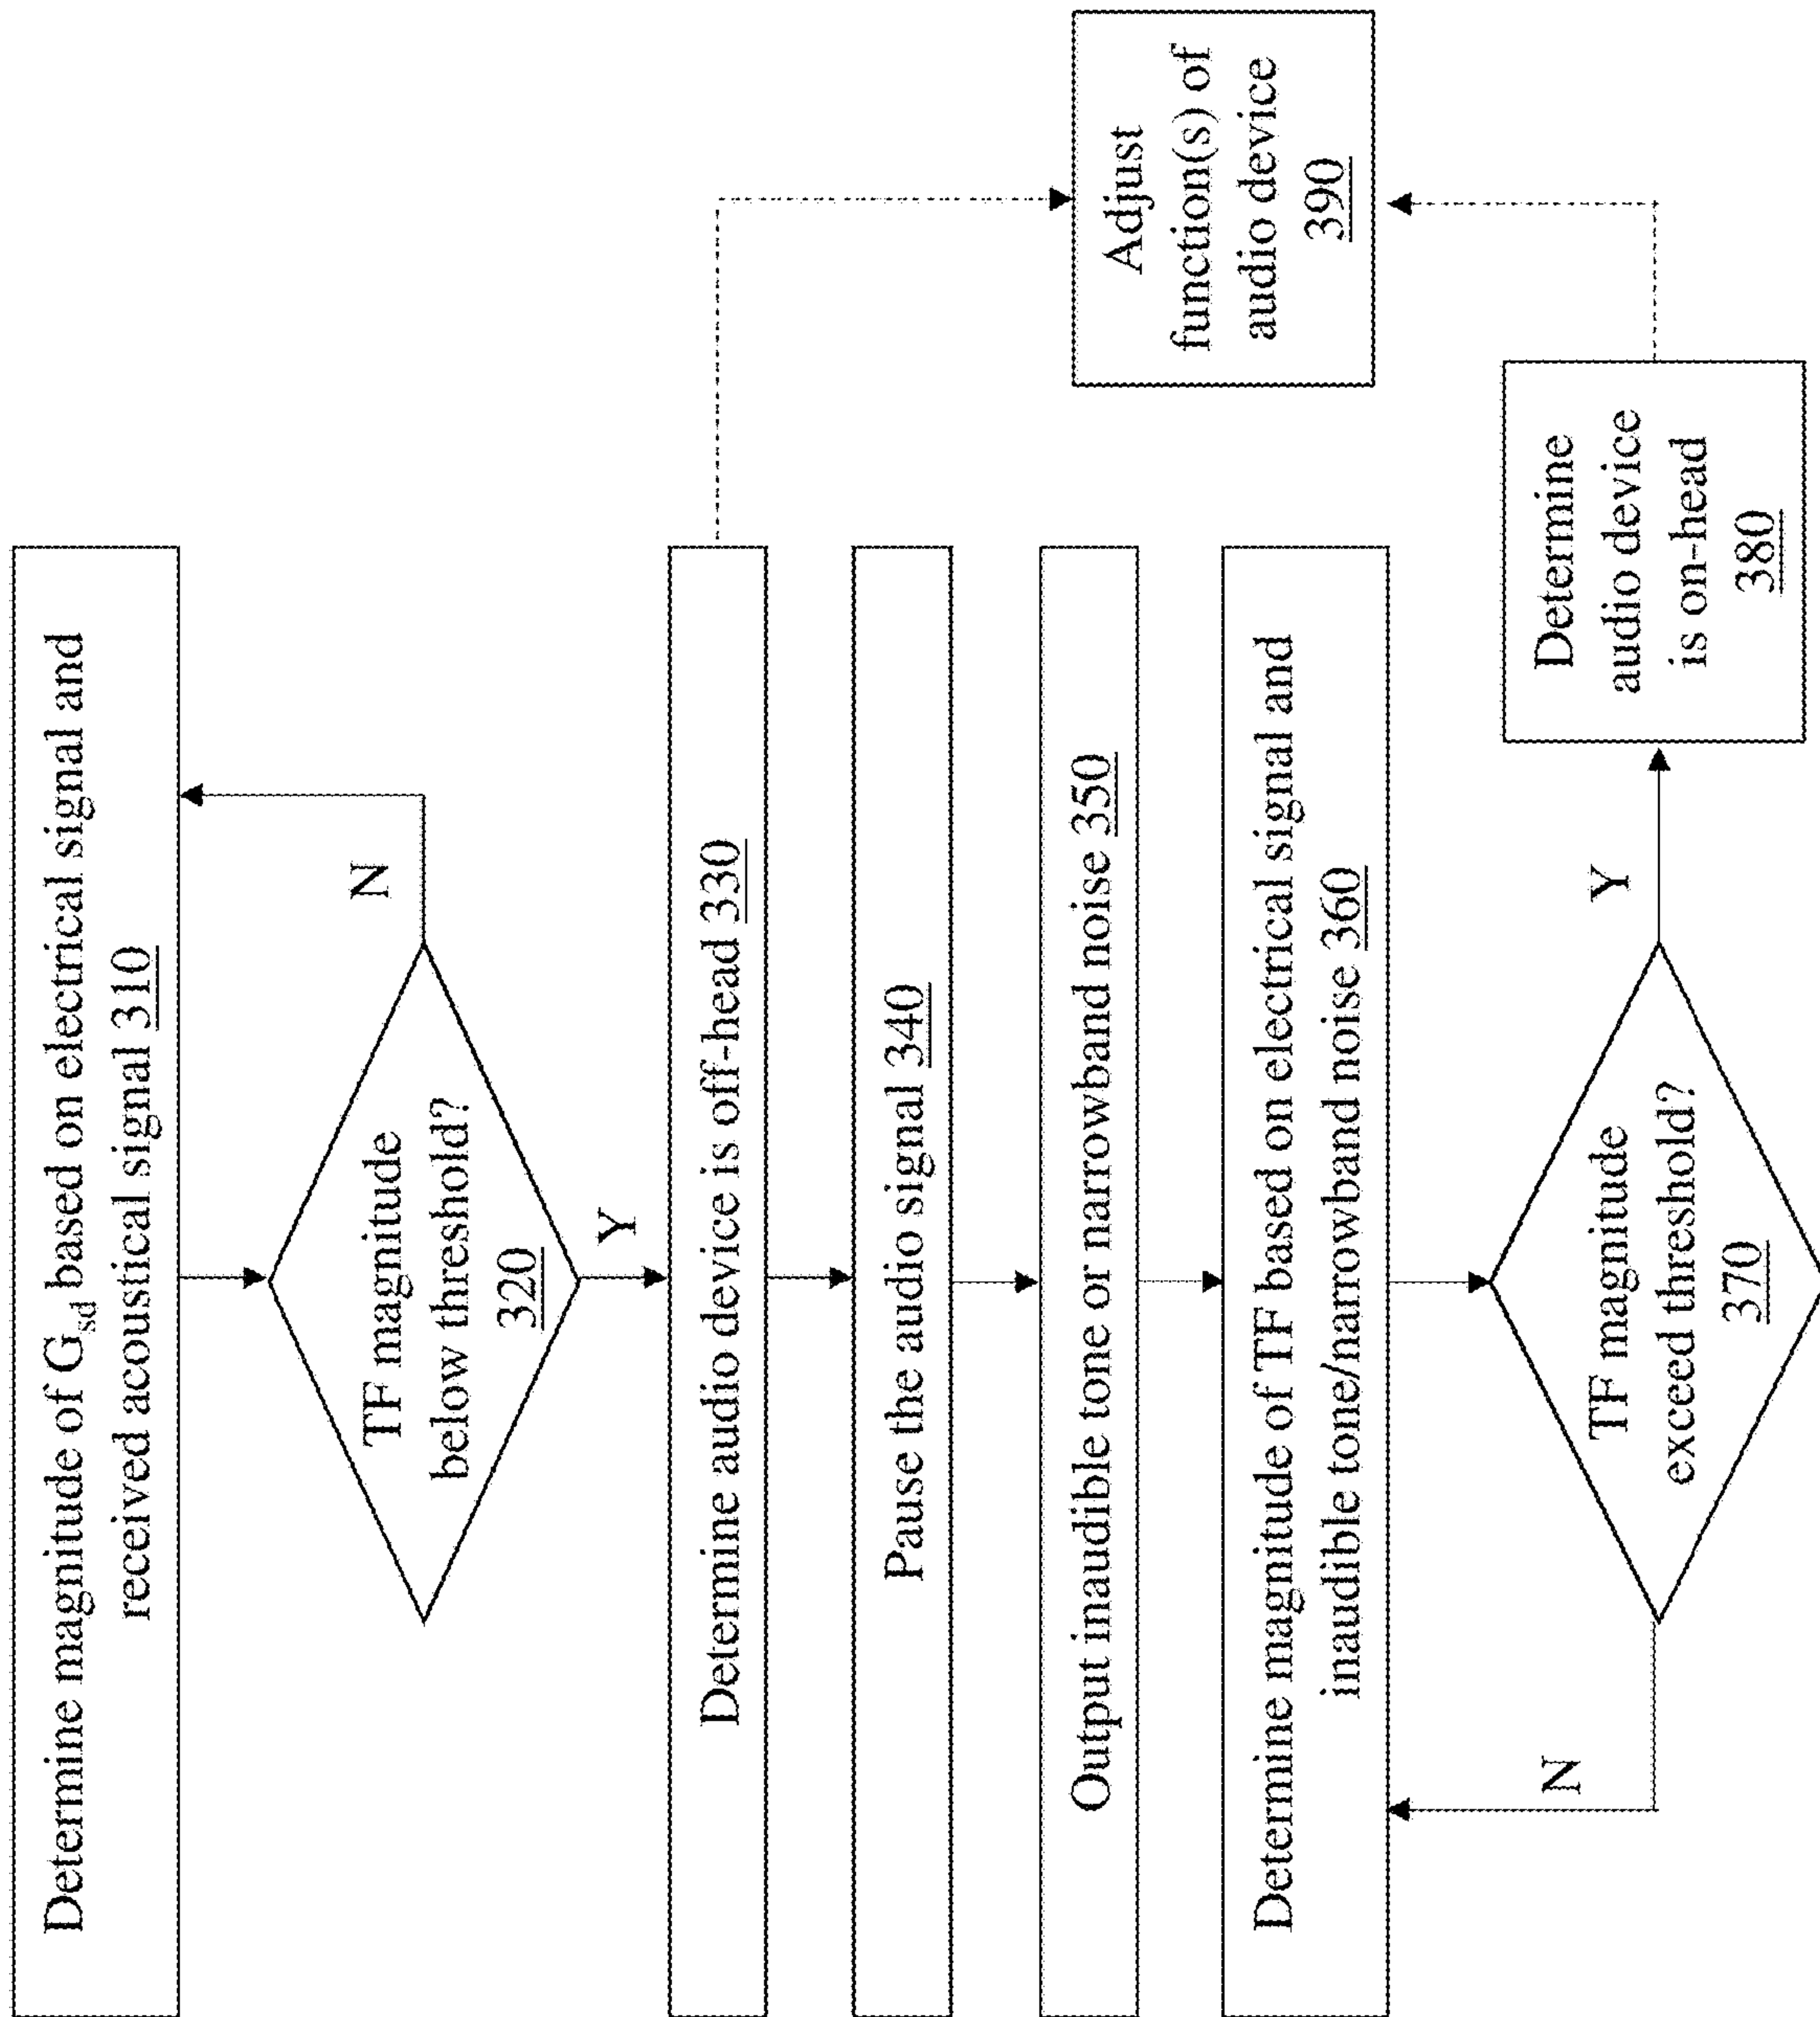 Determine magnitude of Gsd based on electrical signal and
received acoustical signal 310
TF magnitude
below threshold?
320
N
Y
Determine audio device is off-head 330
Pause the audio signal 340
Output inaudible tone or narrowband noise 350
Determine magnitude of TF based on electrical signal and
inaudible tone/narrowband noise 360
TF magnitude
exceed threshold?
370
N
Y
Determine
audio device
is on-head
380
Adjust
function(s) of
audio device
390